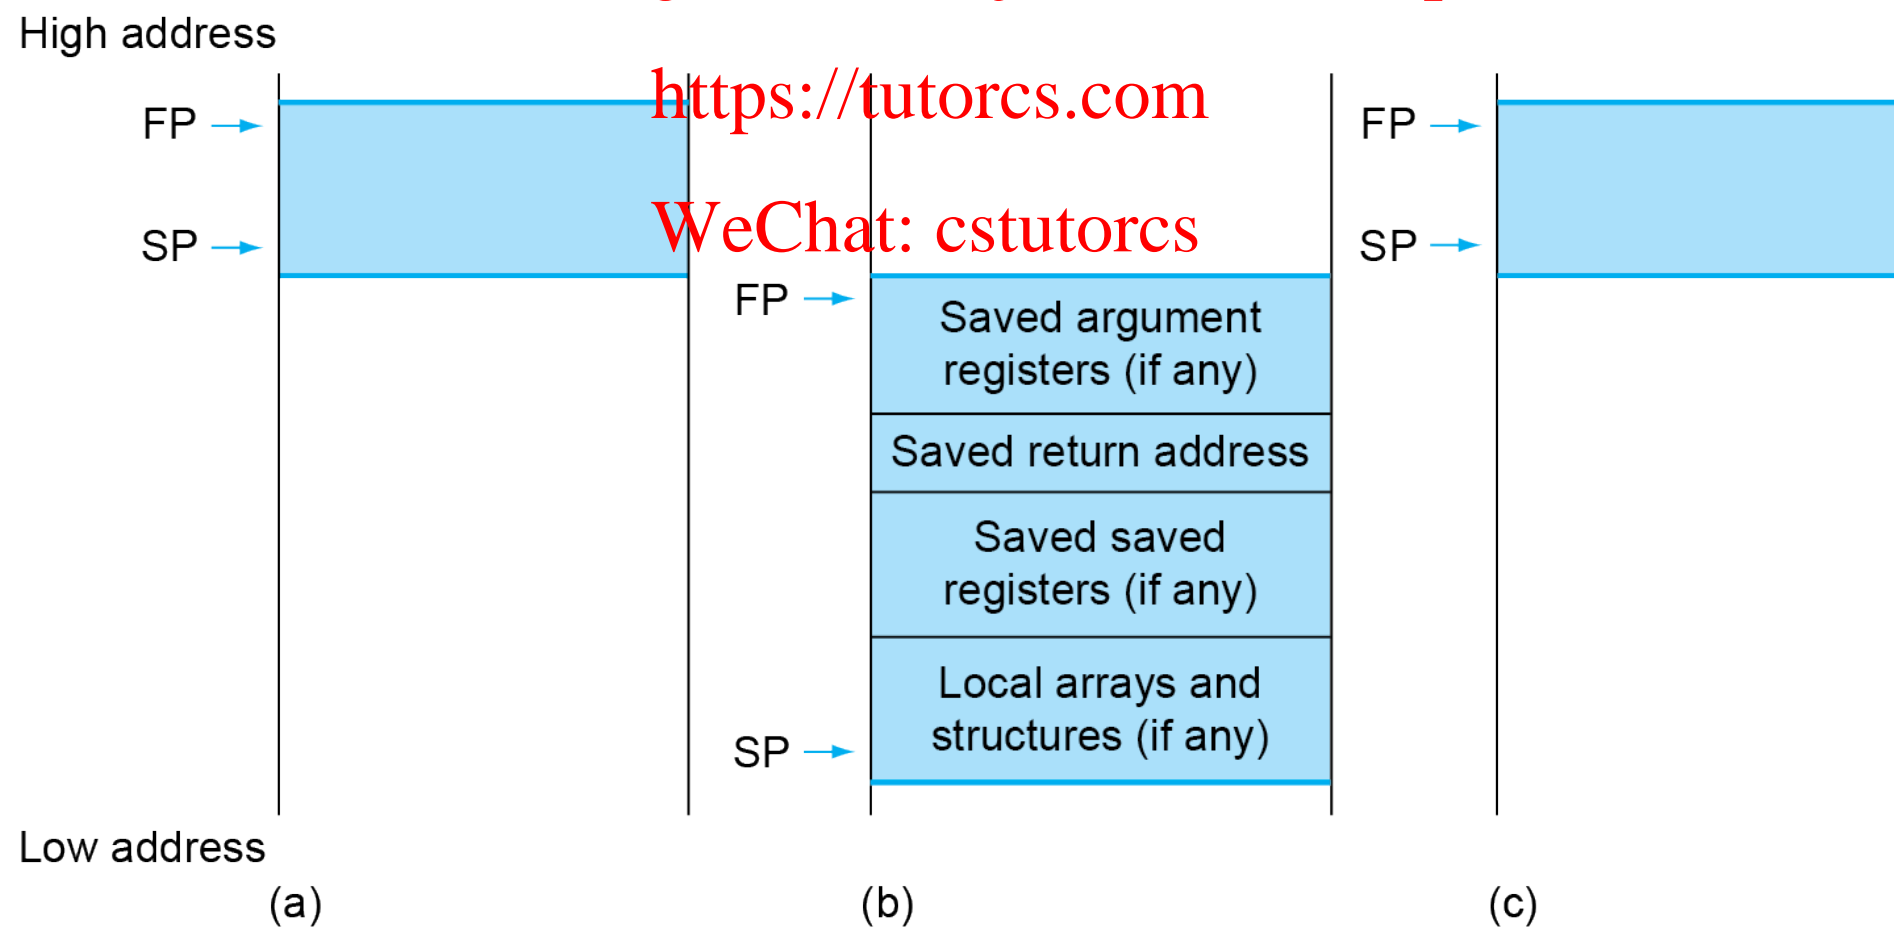 High address
https://tutorcs.com
FP
FP
WeChat: cstutorcs
SP
SP
FP
Saved argument
registers (if any)
Saved return address
Saved saved
registers (if any)
Local arrays and
structures (if any)
SP
Low address
(a)
(b)
(c)